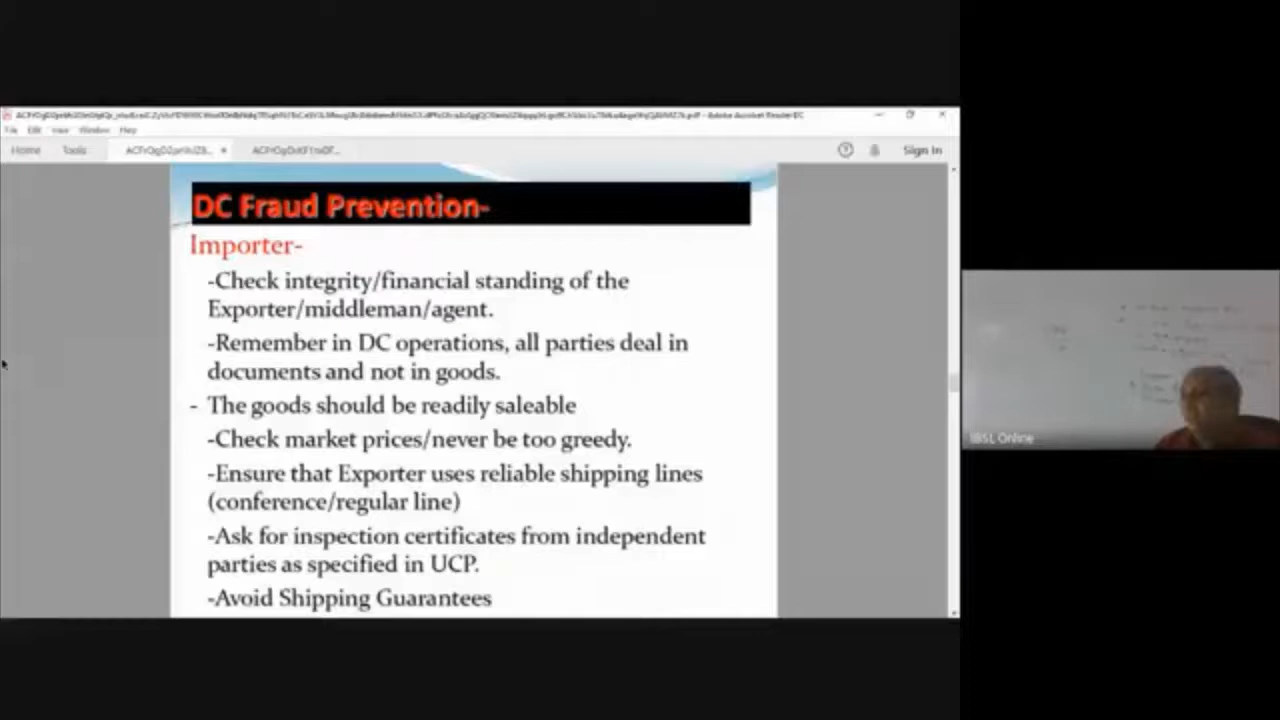 Home Tools Sign In
DC Fraud Prevention-
Importer-
-Check integrity/financial standing of the
Exporter/middleman/agent.
-Remember in DC operations, all parties deal in
documents and not in goods.
- The goods should be readily saleable
-Check market prices/never be too greedy.
-Ensure that Exporter uses reliable shipping lines
(conference/regular line)
-Ask for inspection certificates from independent
parties as specified in UCP.
-Avoid Shipping Guarantees
IBSL Online